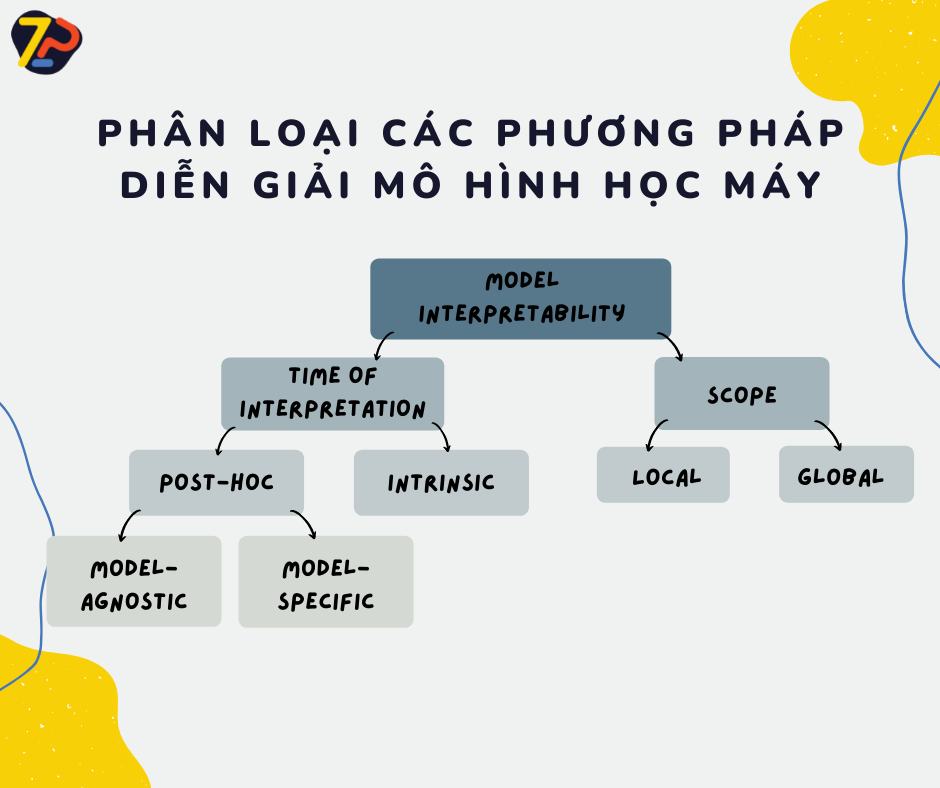 PHÂN LOẠI CÁC PHƯƠNG PHÁP
DIỄN GIẢI MÔ HÌNH HỌC MÁY
MODEL
INTERPRETABILITY
TIME OF
INTERPRETATION
SCOPE
POST-HOC
INTRINSIC
LOCAL
GLOBAL
MODEL-
AGNOSTIC
MODEL-
SPECIFIC